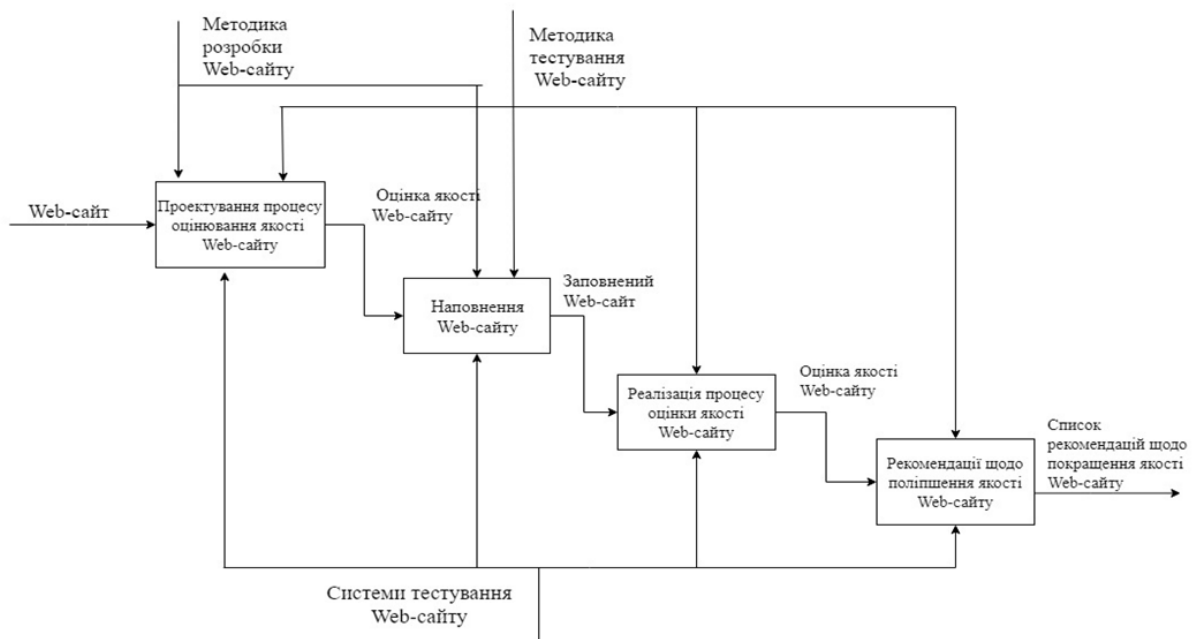 Методика
розробки
Web-сайту
Методика
тестування
Web-сайту
Web-сайт
Проектування процесу
оцінювання якості
Web-сайту
Оцінка якості
Web-сайту
Наповнення
Web-сайту
Заповнений
Web-сайт
Реалізація процесу
оцінки якості
Web-сайту
Оцінка якості
Web-сайту
Рекомендації щодо
поліпшення якості
Web-сайту
Список
рекомендацій щодо
покращення якості
Web-сайту
Системи тестування
Web-сайту